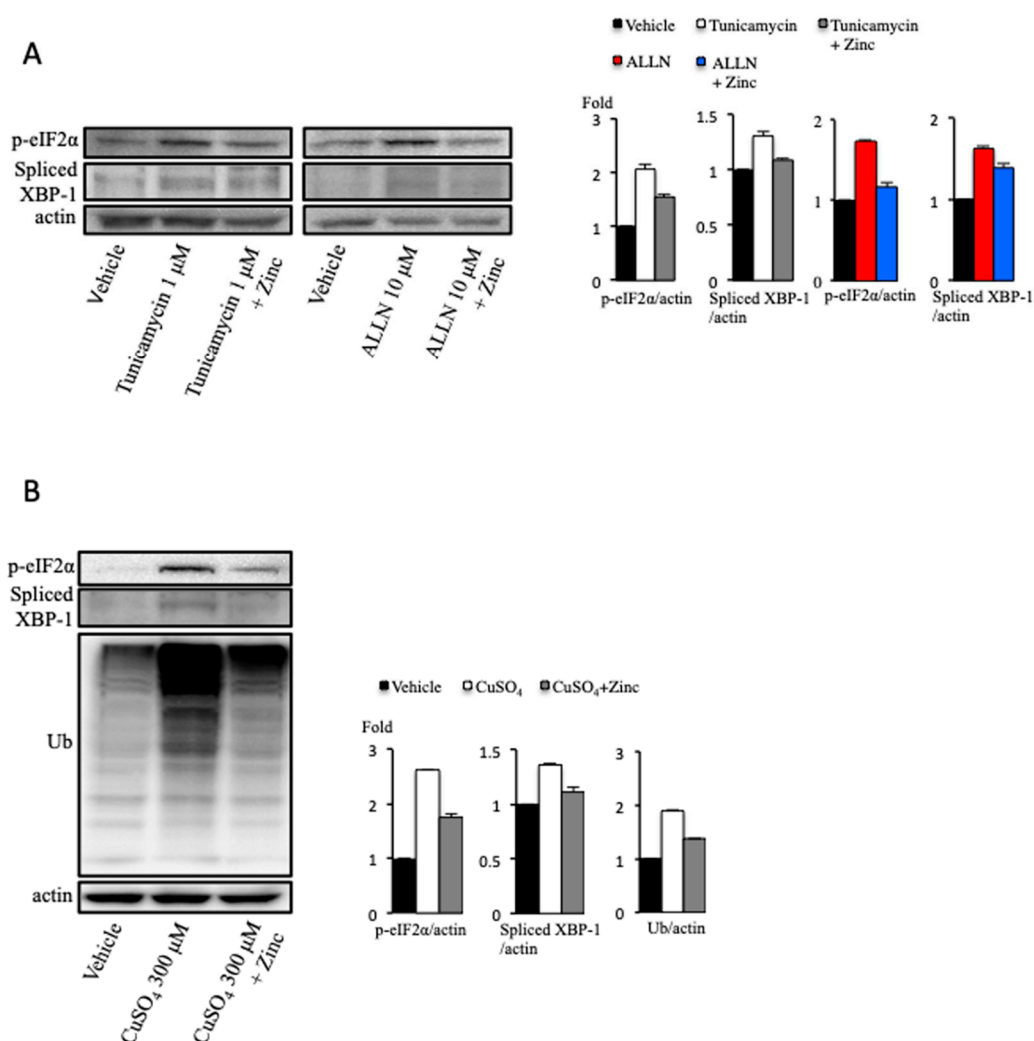 A
p-eIF2α
Spliced
XBP-1
actin
Vehicle
Tunicamycin 1 µM
Tunicamycin 1 µM
+ Zinc
Vehicle
ALLN 10 µM
ALLN 10 µM
+ Zinc
Vehicle Tunicamycin Tunicamycin
+ Zinc
ALLN ALLN
+ Zinc
Fold
3
2
1
0
p-eIF2α/actin
1.5
1
0.5
0
Spliced XBP-1
/actin
2
1
0
p-eIF2α/actin
2
1
0
Spliced XBP-1
/actin
B
p-eIF2α
Spliced
XBP-1
Ub
actin
Vehicle
CuSO₄ 300 µM
CuSO₄ 300 µM
+ Zinc
Vehicle CuSO₄ CuSO₄+Zinc
Fold
3
2
1
0
p-eIF2α/actin
1.5
1
0.5
0
Spliced XBP-1
/actin
3
2
1
0
Ub/actin